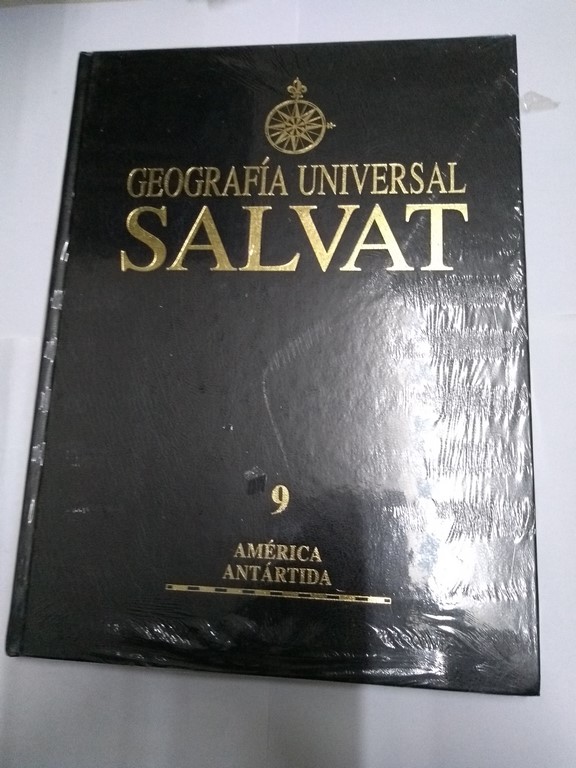 GEOGRAFÍA UNIVERSAL
SALVAT
9
AMÉRICA
ANTÁRTIDA